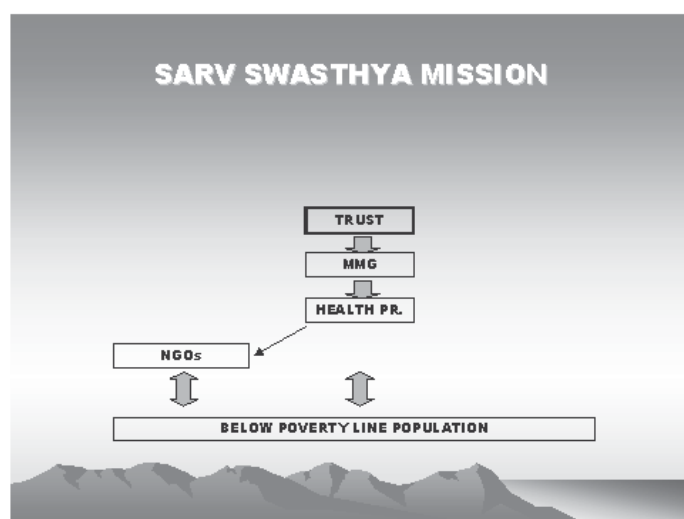 SARV SWASTHYA MISSION
TRUST
MMG
HEALTH PR.
NGOs
BELOW POVERTY LINE POPULATION